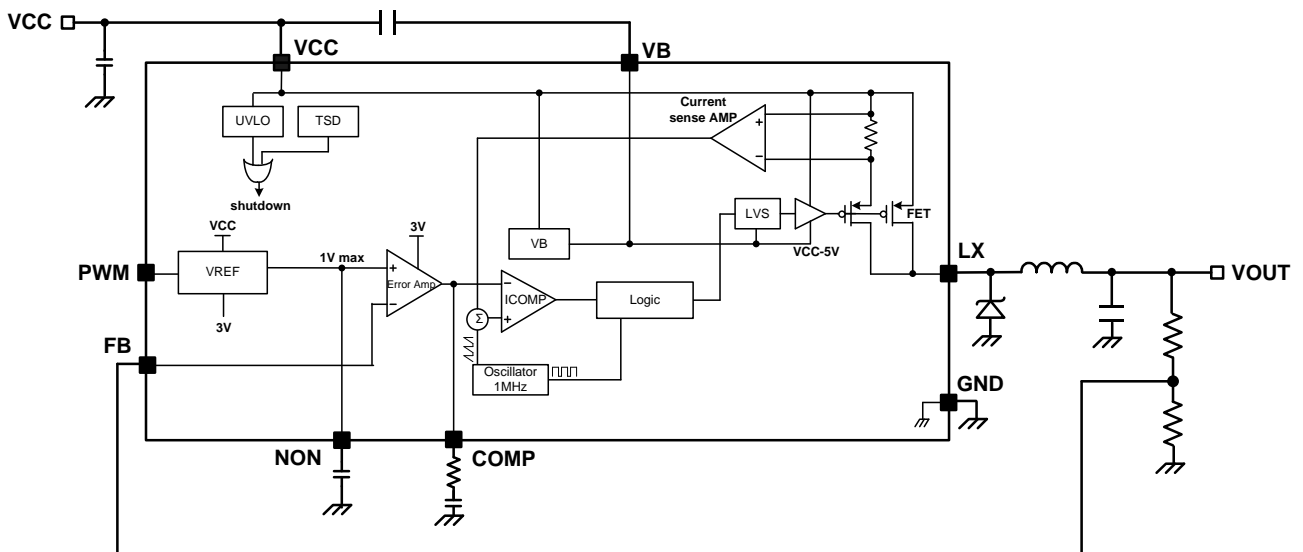 VCC
VCC
VB
UVLO
TSD
Current
sense AMP
shutdown
VCC
3V
LVS
FET
VB
VCC-5V
LX
PWM
VREF
1V max
Error Amp
ICOMP
Logic
VOUT
3V
Σ
FB
Oscillator
1MHz
GND
NON
COMP